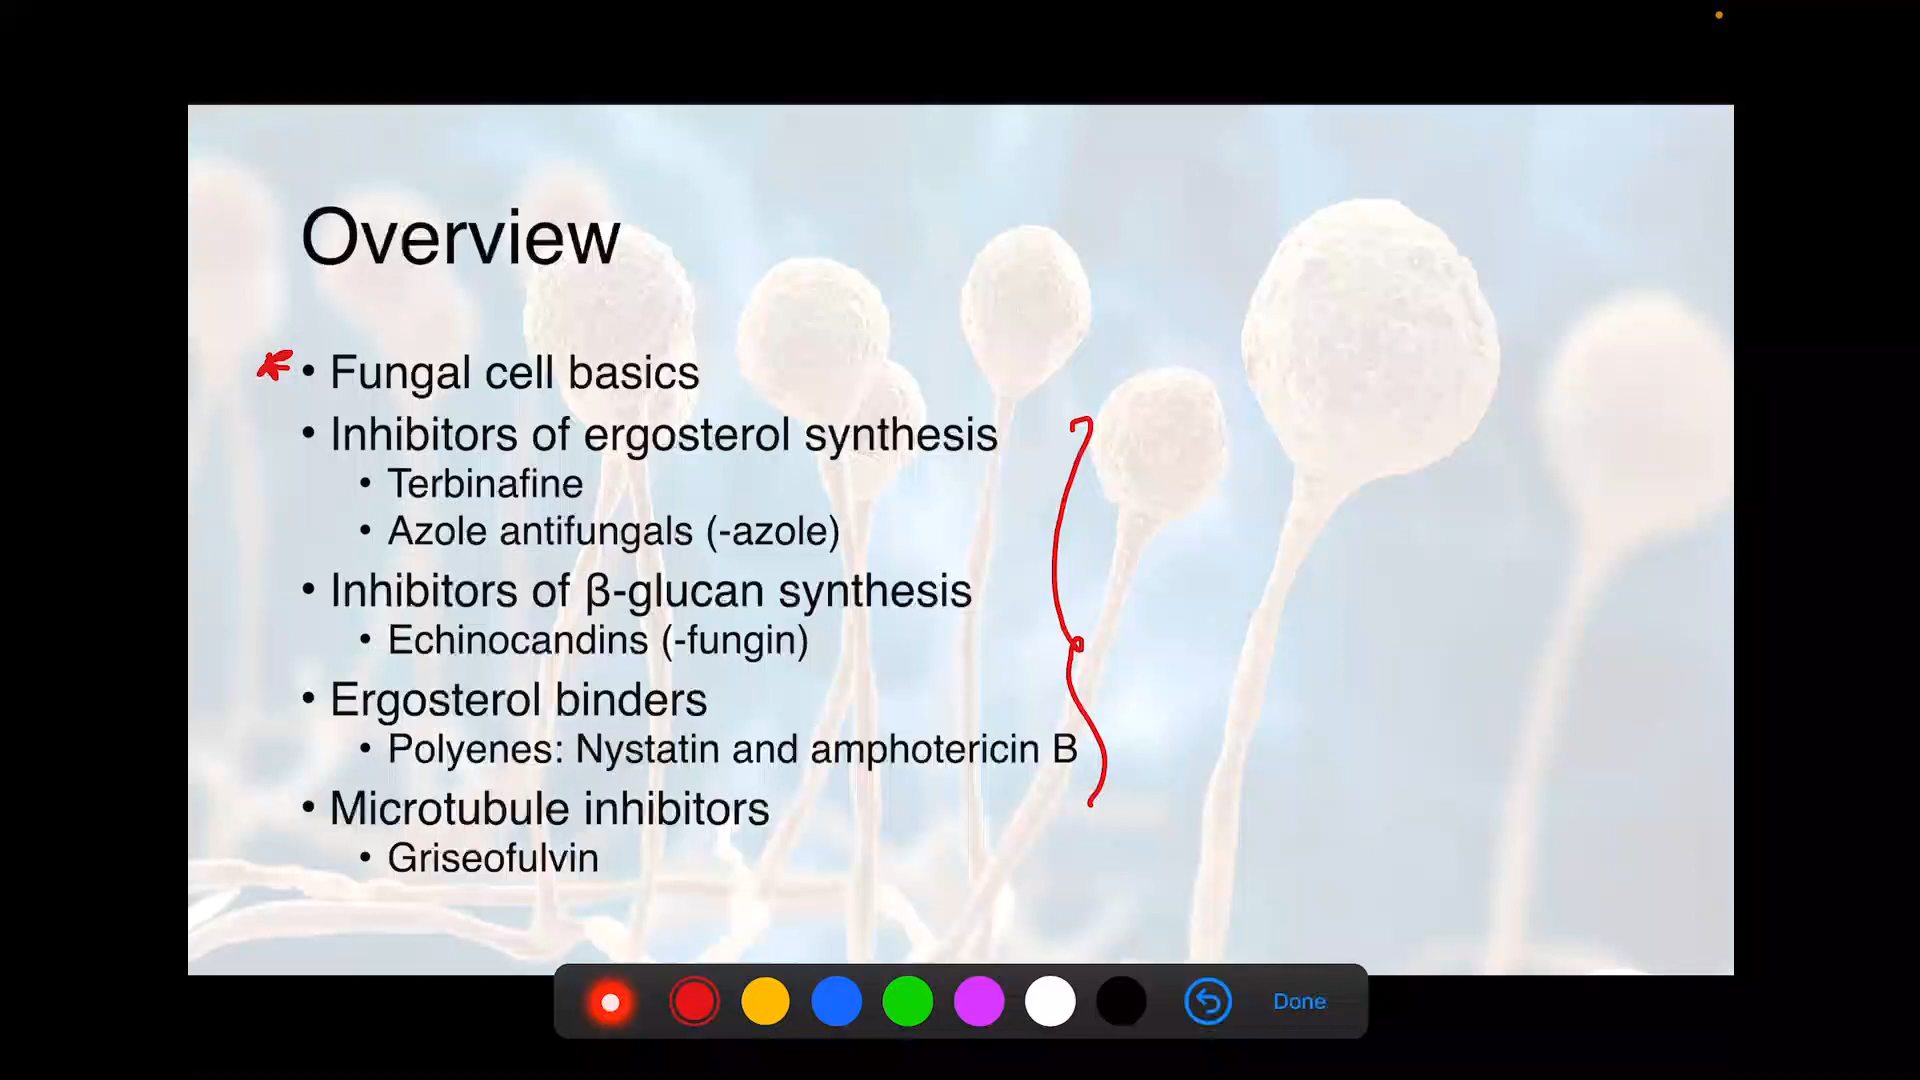 Overview
• Fungal cell basics
• Inhibitors of ergosterol synthesis
• Terbinafine
• Azole antifungals (-azole)
• Inhibitors of β-glucan synthesis
• Echinocandins (-fungin)
• Ergosterol binders
• Polyenes: Nystatin and amphotericin B
• Microtubule inhibitors
• Griseofulvin
Done